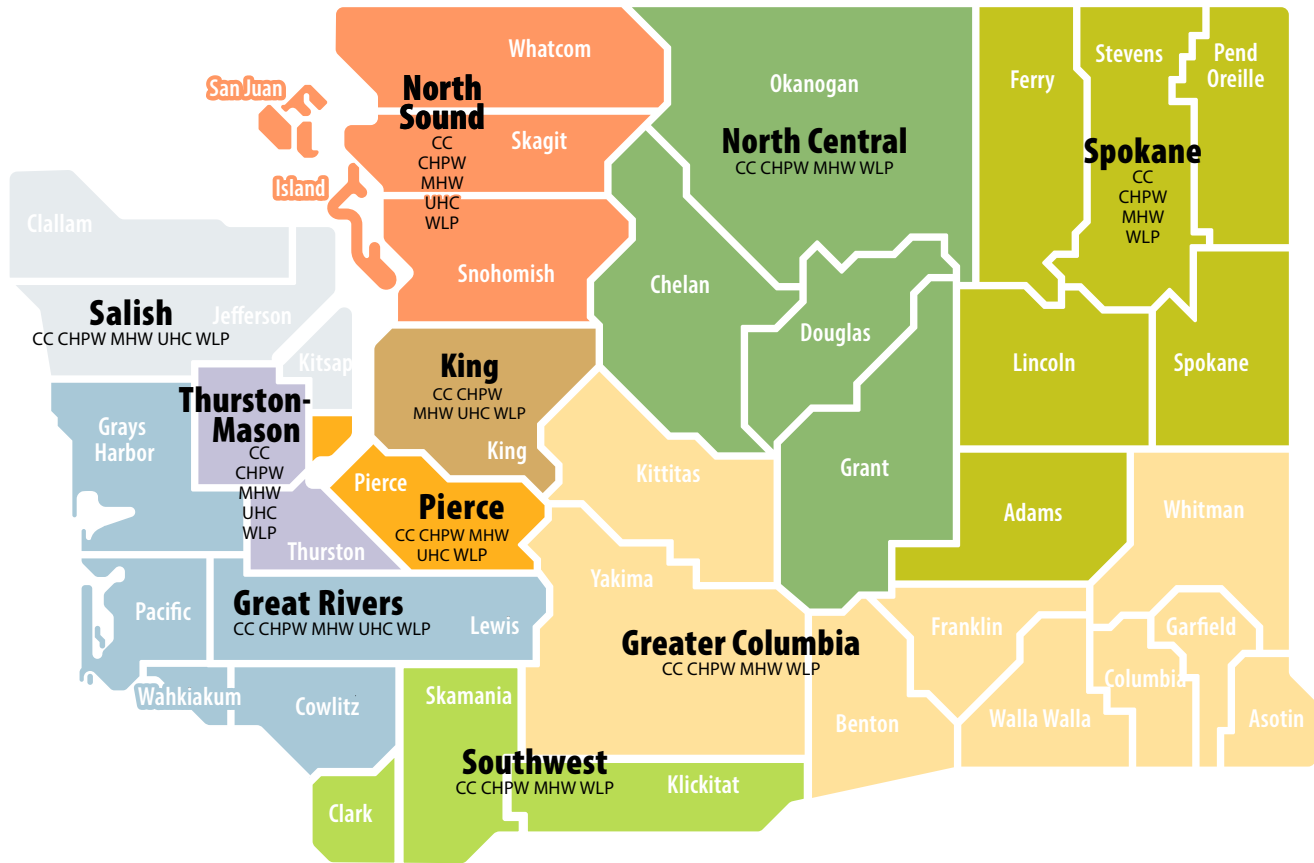 Whatcom
San Juan
North
Sound
CC
CHPW
MHW
UHC
WLP
Skagit
Island
Snohomish
Okanogan
North Central
CC CHPW MHW WLP
Chelan
Douglas
Grant
Ferry
Stevens
Pend
Oreille
Spokane
CC
CHPW
MHW
WLP
Lincoln
Spokane
Adams
Clallam
Salish
Jefferson
CC CHPW MHW UHC WLP
Kitsap
King
CC CHPW
MHW UHC WLP
King
Thurston-
Mason
CC
CHPW
MHW
UHC
WLP
Thurston
Grays
Harbor
Pierce
Pierce
CC CHPW MHW
UHC WLP
Kittitas
Yakima
Greater Columbia
CC CHPW MHW WLP
Whitman
Franklin
Garfield
Columbia
Benton
Walla Walla
Asotin
Pacific
Great Rivers
CC CHPW MHW UHC WLP
Lewis
Wahkiakum
Cowlitz
Skamania
Southwest
CC CHPW MHW WLP
Klickitat
Clark